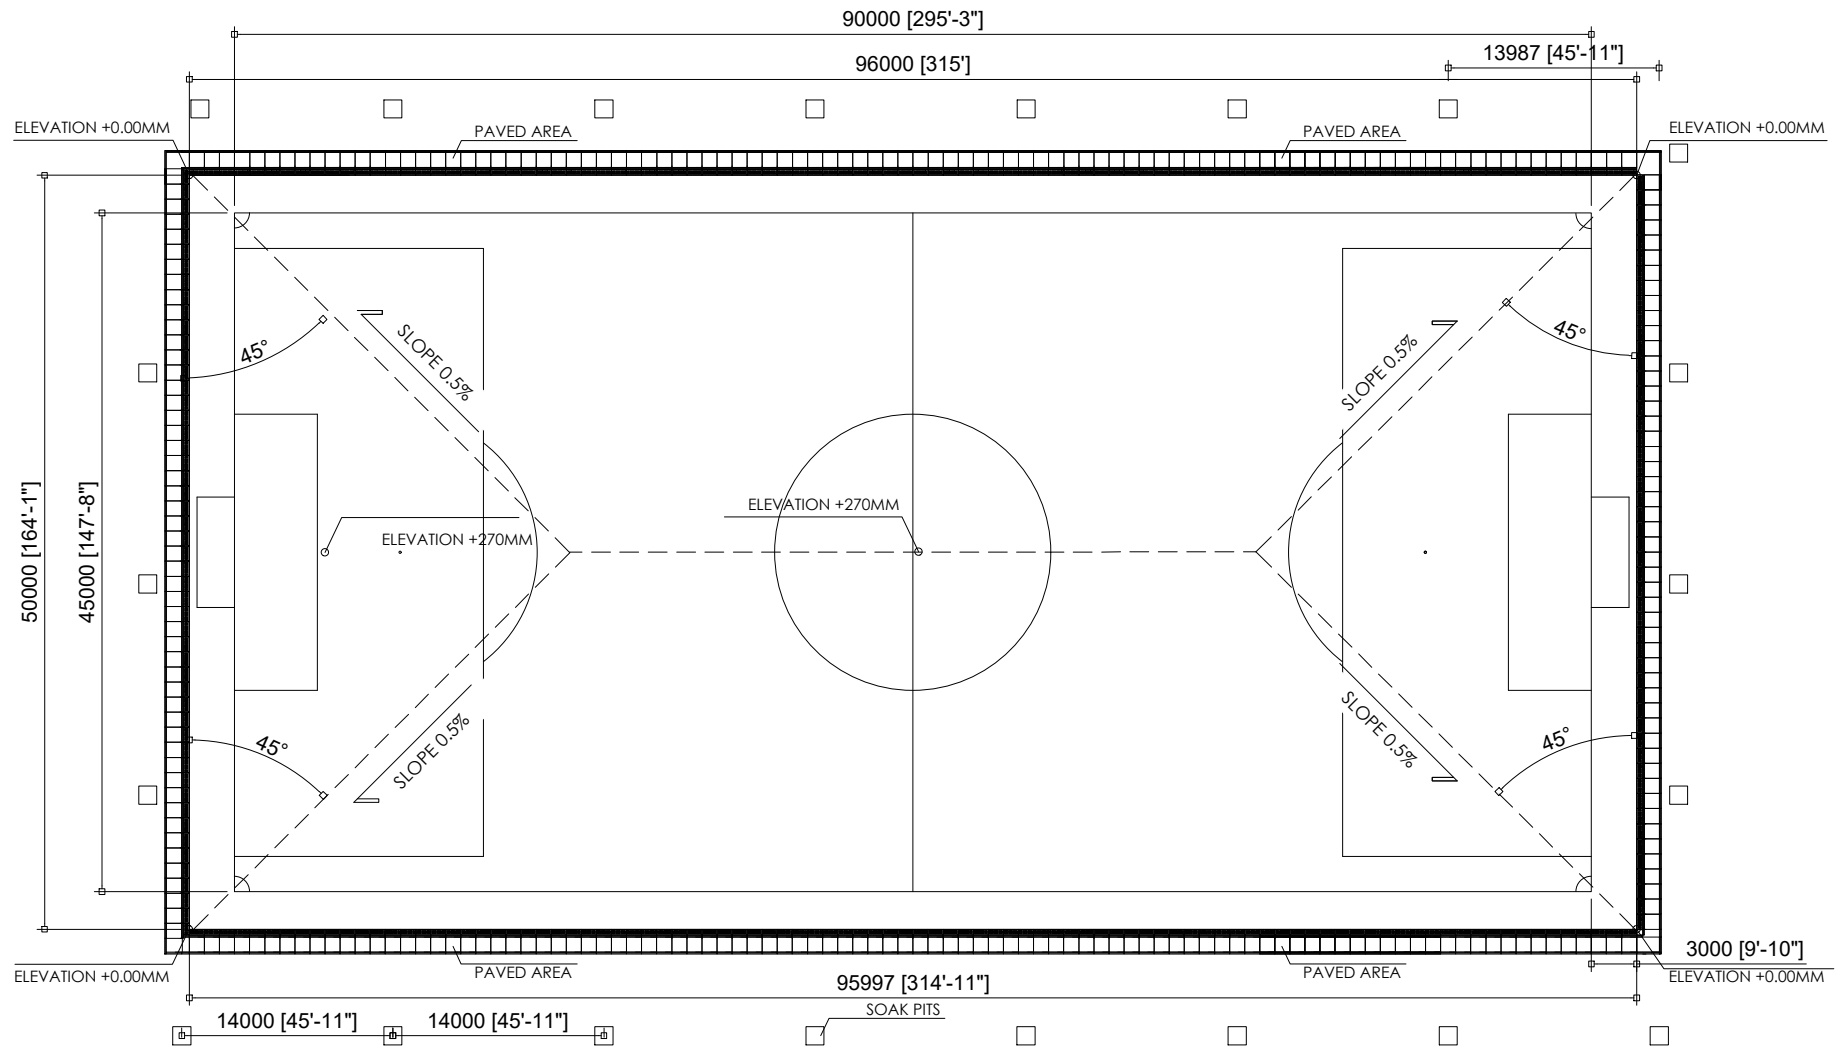 90000 [295'-3"]
13987 [45'-11"]
96000 [315']
ELEVATION +0.00MM
PAVED AREA
PAVED AREA
ELEVATION +0.00MM
45°
SLOPE 0.5%
SLOPE 0.5%
45°
50000 [164'-1"]
45000 [147'-8"]
ELEVATION +270MM
ELEVATION +270MM
45°
SLOPE 0.5%
SLOPE 0.5%
45°
3000 [9'-10"]
ELEVATION +0.00MM
PAVED AREA
PAVED AREA
ELEVATION +0.00MM
95997 [314'-11"]
SOAK PITS
14000 [45'-11"]
14000 [45'-11"]